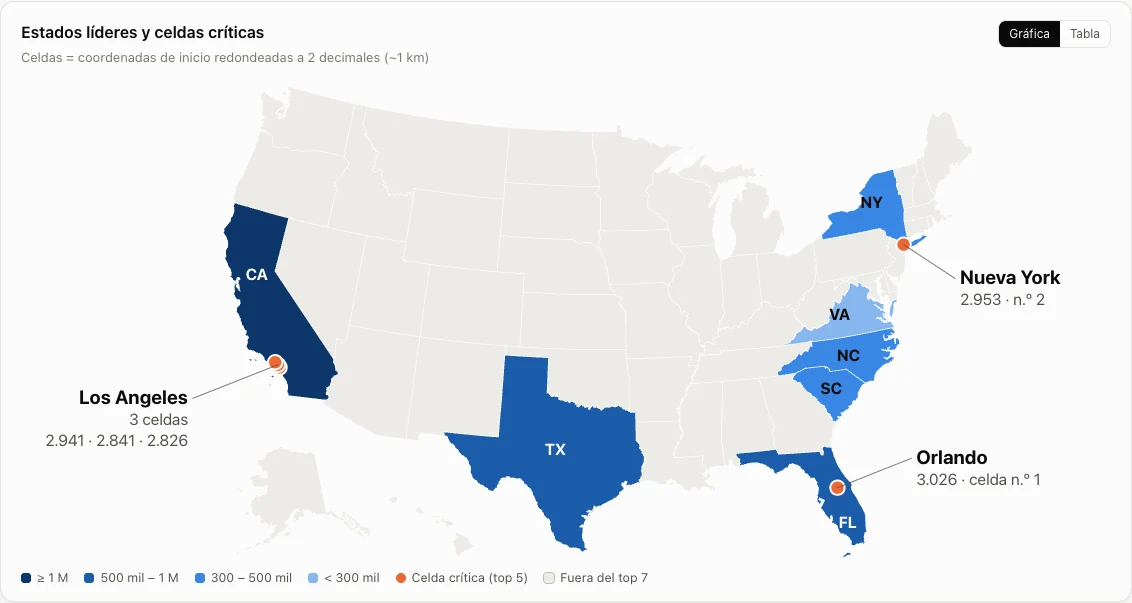 Estados líderes y celdas críticas
Celdas = coordenadas de inicio redondeadas a 2 decimales (~1 km)
Gráfica
Tabla
NY
Nueva York
2.953 · n.º 2
CA
VA
NC
SC
Los Angeles
3 celdas
2.941 · 2.841 · 2.826
TX
Orlando
3.026 · celda n.º 1
FL
≥ 1 M
500 mil – 1 M
300 – 500 mil
< 300 mil
Celda crítica (top 5)
Fuera del top 7